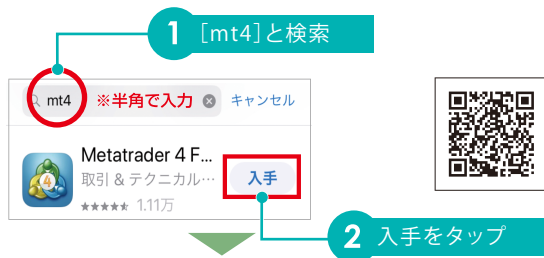 1 [mt4]と検索
mt4 ※半角で入力 キャンセル
Metatrader 4 F...
取引 & テクニカル…
入手
★★★★★ 1.11万
2 入手をタップ